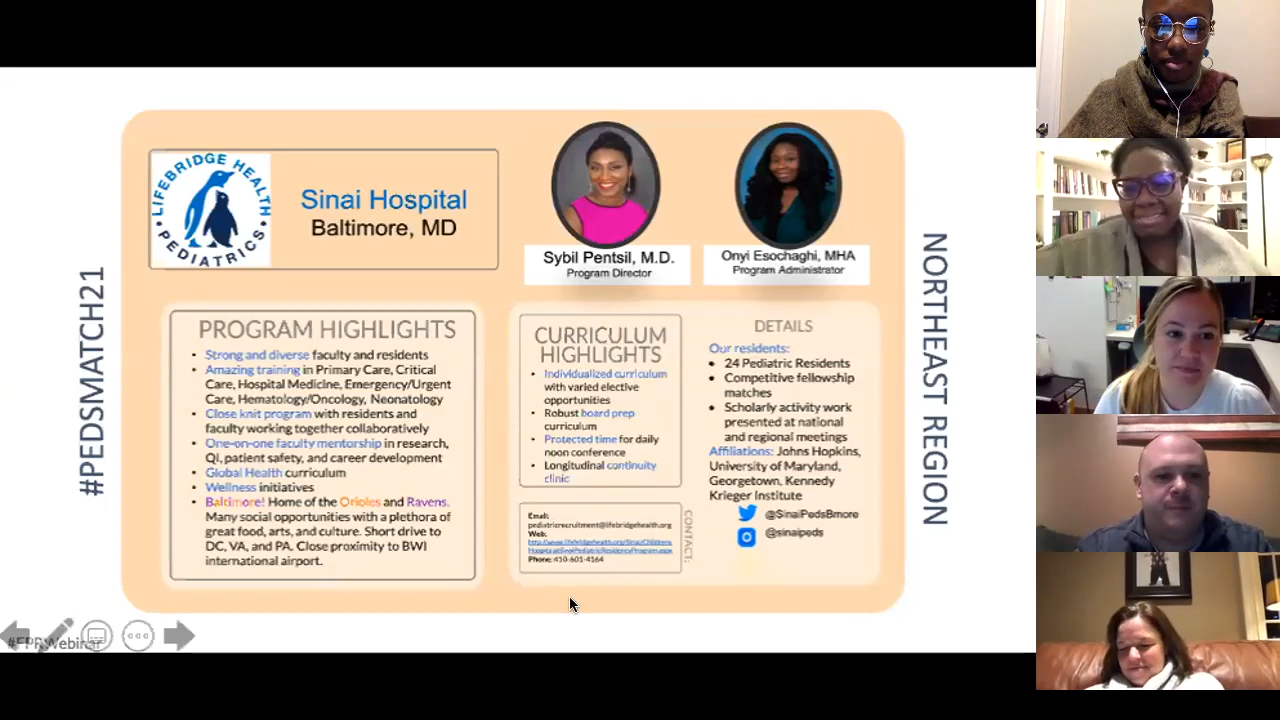 #PEDSMATCH21
LIFEBRIDGE HEALTH
PEDIATRICS
Sinai Hospital
Baltimore, MD
Sybil Pentsil, M.D.
Program Director
Onyi Esochaghi, MHA
Program Administrator
NORTHEAST REGION
PROGRAM HIGHLIGHTS
• Strong and diverse faculty and residents
• Amazing training in Primary Care, Critical
Care, Hospital Medicine, Emergency/Urgent
Care, Hematology/Oncology, Neonatology
• Close knit program with residents and
faculty working together collaboratively
• One-on-one faculty mentorship in research,
QI, patient safety, and career development
• Global Health curriculum
• Wellness initiatives
• Baltimore! Home of the Orioles and Ravens.
Many social opportunities with a plethora of
great food, arts, and culture. Short drive to
DC, VA, and PA. Close proximity to BWI
international airport.
CURRICULUM
HIGHLIGHTS
• Individualized curriculum
with varied elective
opportunities
• Robust board prep
curriculum
• Protected time for daily
noon conference
• Longitudinal continuity
clinic
DETAILS
Our residents:
• 24 Pediatric Residents
• Competitive fellowship
matches
• Scholarly activity work
presented at national
and regional meetings
Affiliations: Johns Hopkins,
University of Maryland,
Georgetown, Kennedy
Krieger Institute
@SinaiPedsBmore
@sinaipeds
CONTACT:
Email:
pediatricrecruitment@lifebridgehealth.org
Web:
Phone: 410-601-4164
#FPRWebinar